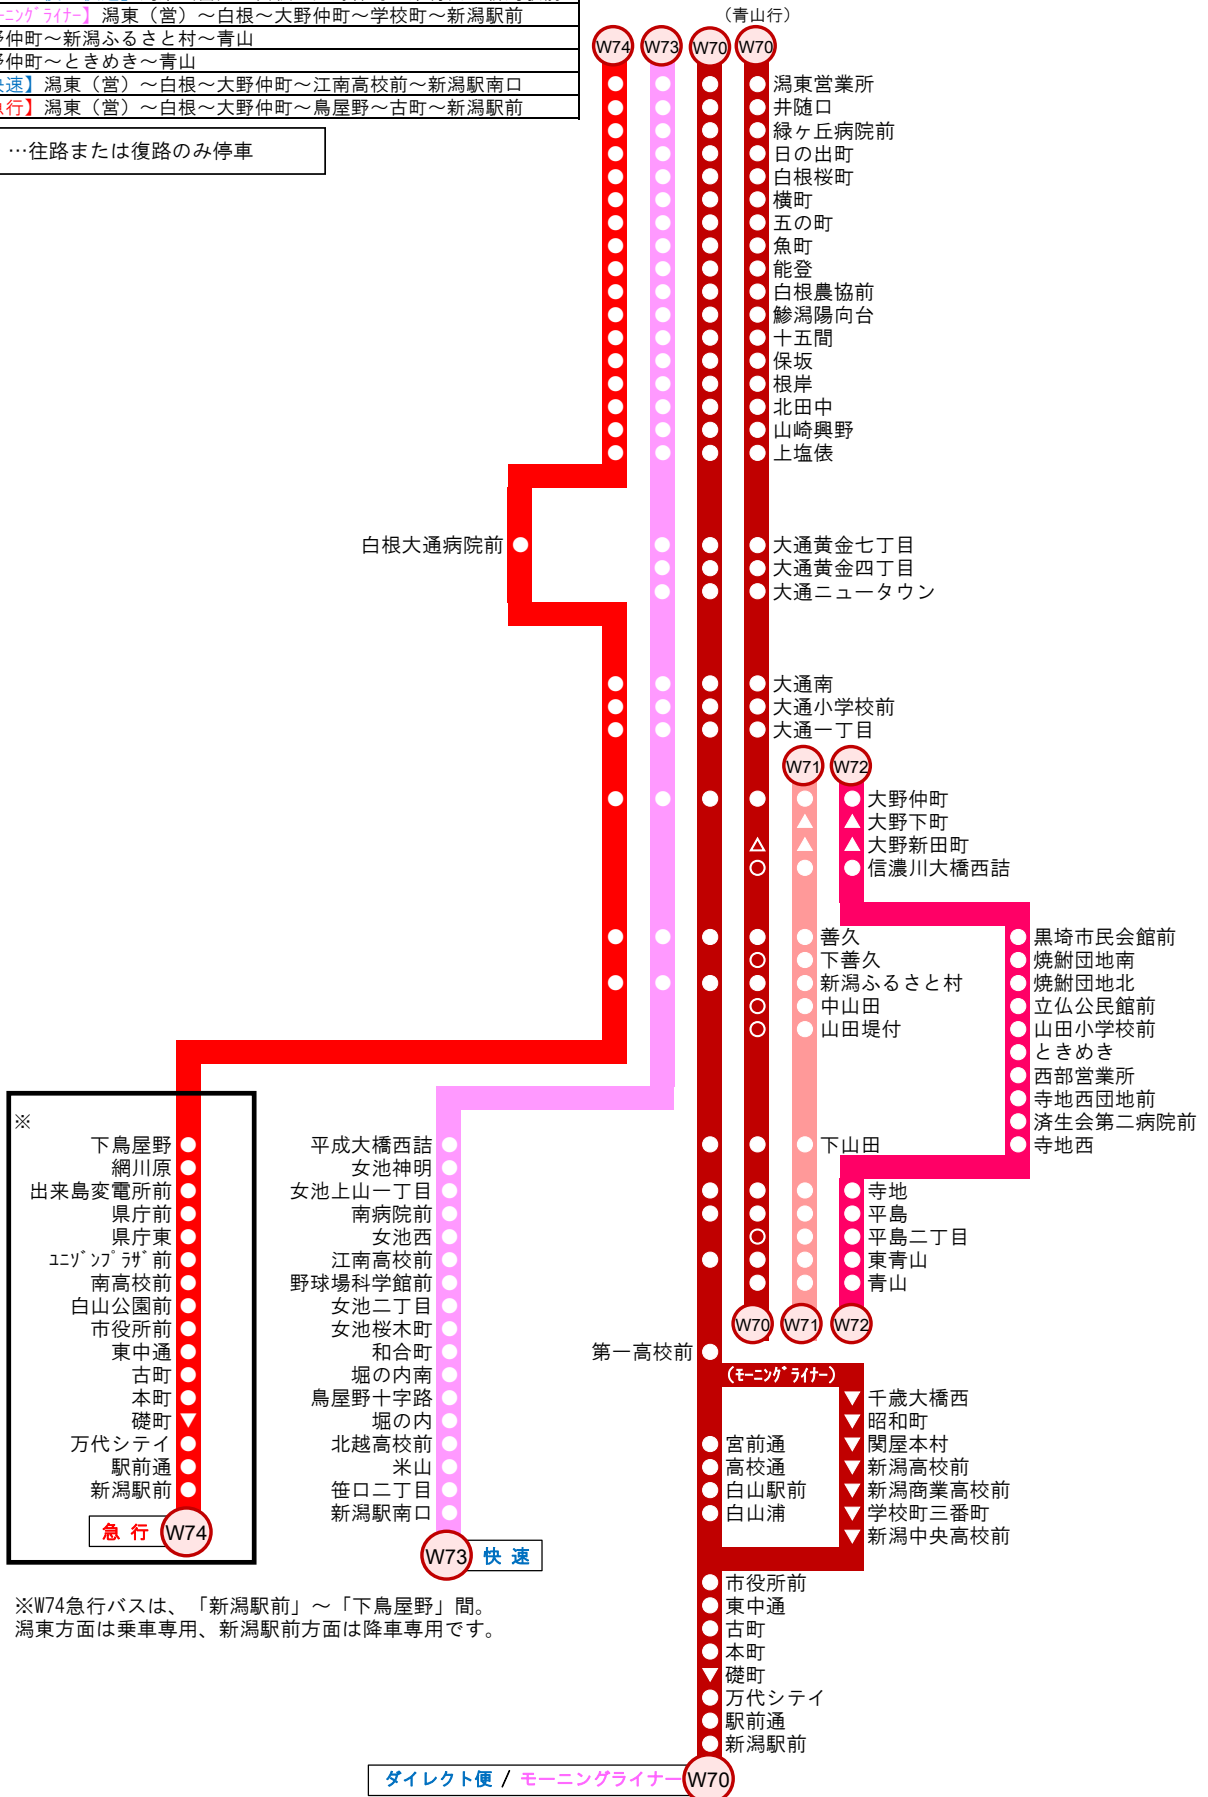 ﾓｰﾆﾝｸﾞﾗｲﾅｰ】潟東（営）～白根～大野仲町～学校町～新潟駅前
野仲町～新潟ふるさと村～青山
野仲町～ときめき～青山
快速】潟東（営）～白根～大野仲町～江南高校前～新潟駅南口
急行】潟東（営）～白根～大野仲町～鳥屋野～古町～新潟駅前
…往路または復路のみ停車
（青山行）
W74 W73 W70 W70
潟東営業所
井随口
緑ヶ丘病院前
日の出町
白根桜町
横町
五の町
魚町
能登
白根農協前
鯵潟陽向台
十五間
保坂
根岸
北田中
山崎興野
上塩俵
白根大通病院前
大通黄金七丁目
大通黄金四丁目
大通ニュータウン
大通南
大通小学校前
大通一丁目
W71 W72
大野仲町
大野下町
大野新田町
信濃川大橋西詰
善久
下善久
新潟ふるさと村
中山田
山田堤付
下山田
黒埼市民会館前
焼鮒団地南
焼鮒団地北
立仏公民館前
山田小学校前
ときめき
西部営業所
寺地西団地前
済生会第二病院前
寺地西
寺地
平島
平島二丁目
東青山
青山
W70 W71 W72
※
下鳥屋野
網川原
出来島変電所前
県庁前
県庁東
ﾕﾆｿﾞﾝﾌﾟﾗｻﾞ前
南高校前
白山公園前
市役所前
東中通
古町
本町
礎町
万代シテイ
駅前通
新潟駅前
急 行 W74
平成大橋西詰
女池神明
女池上山一丁目
南病院前
女池西
江南高校前
野球場科学館前
女池二丁目
女池桜木町
和合町
堀の内南
鳥屋野十字路
堀の内
北越高校前
米山
笹口二丁目
新潟駅南口
W73 快 速
第一高校前
（ﾓｰﾆﾝｸﾞﾗｲﾅｰ）
千歳大橋西
昭和町
関屋本村
新潟高校前
新潟商業高校前
学校町三番町
新潟中央高校前
宮前通
高校通
白山駅前
白山浦
市役所前
東中通
古町
本町
礎町
万代シテイ
駅前通
新潟駅前
※W74急行バスは、「新潟駅前」～「下鳥屋野」間。
潟東方面は乗車専用、新潟駅前方面は降車専用です。
ダイレクト便 / モーニングライナー W70